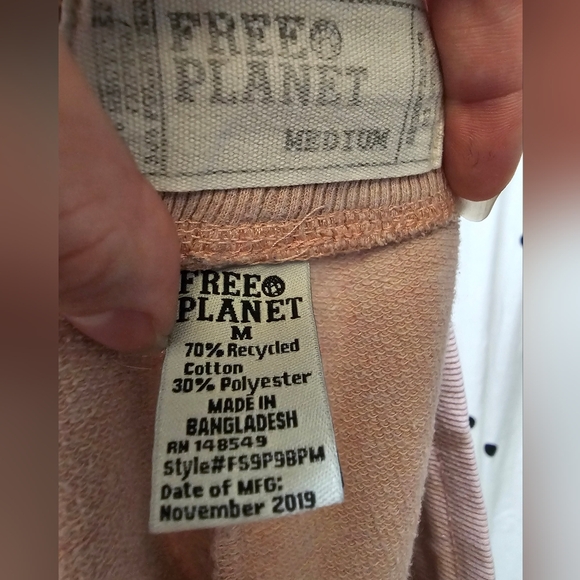 FREE
PLANET
MEDIUM
FREE
PLANET
M
70% Recycled
Cotton
30% Polyester
MADE IN
BANGLADESH
RN 148549
Style#FS9P9BPM
Date of MFG:
November 2019